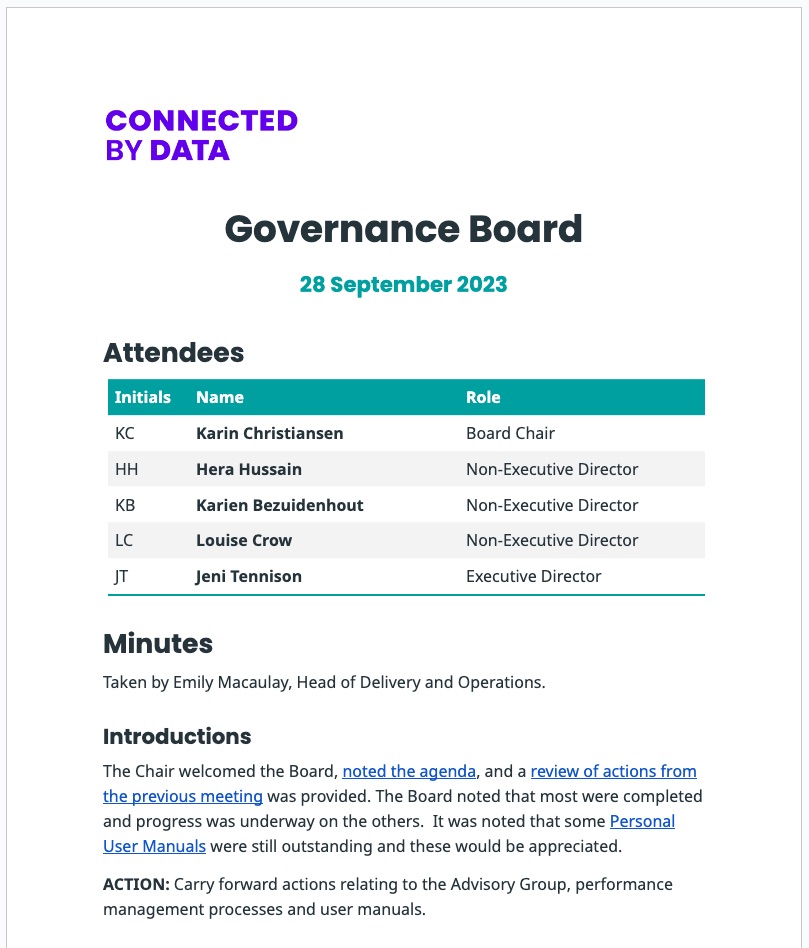 CONNECTED
BY DATA
Governance Board
28 September 2023
Attendees
Initials Name Role
KC Karin Christiansen Board Chair
HH Hera Hussain Non-Executive Director
KB Karien Bezuidenhout Non-Executive Director
LC Louise Crow Non-Executive Director
JT Jeni Tennison Executive Director
Minutes
Taken by Emily Macaulay, Head of Delivery and Operations.
Introductions
The Chair welcomed the Board, noted the agenda, and a review of actions from
the previous meeting was provided. The Board noted that most were completed
and progress was underway on the others.  It was noted that some Personal
User Manuals were still outstanding and these would be appreciated.
ACTION: Carry forward actions relating to the Advisory Group, performance
management processes and user manuals.